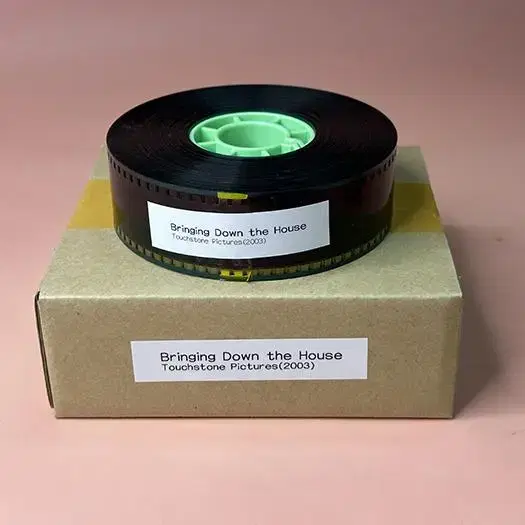 Bringing Down the House
Touchstone Pictures(2003)
Bringing Down the House
Touchstone Pictures(2003)